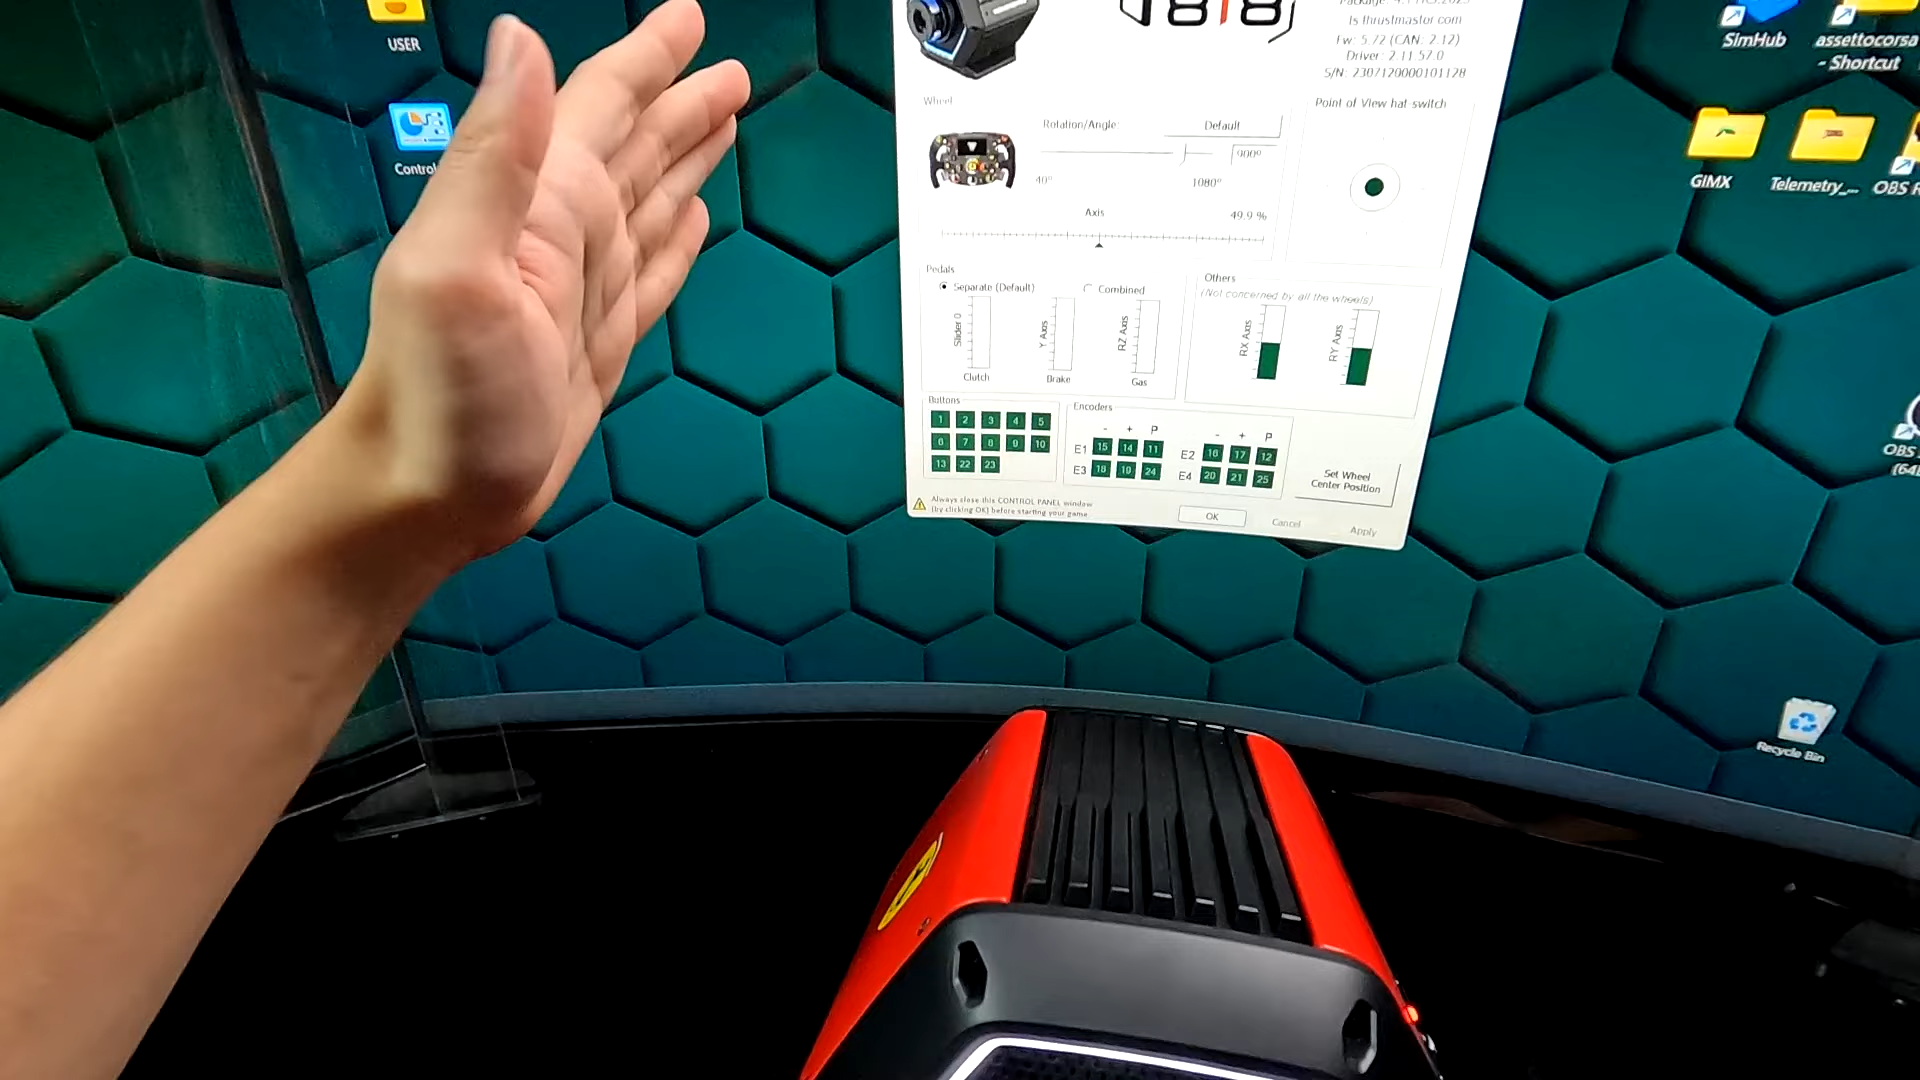 USER
Control
ts.thrustmaster.com
Fw: 5.72 (CAN: 2.12)
Driver: 2.11.57.0
S/N: 2307120000101128
Wheel
Rotation/Angle:
Default
900°
40°
1080°
Axis
49.9 %
Point of View hat switch
Pedals
Separate (Default)
Combined
Slider 0
Y Axis
RZ Axis
Clutch
Brake
Gas
Others
(Not concerned by all the wheels)
RX Axis
RY Axis
Buttons
1 2 3 4 5
6 7 8 9 10
13 22 23
Encoders
- + P
E1 15 14 11
E3 18 19 24
- + P
E2 16 17 12
E4 20 21 25
Set Wheel
Center Position
Always close this CONTROL PANEL window
(by clicking OK) before starting your game.
OK
Cancel
Apply
SimHub
assettocorsa
- Shortcut
GIMX
Telemetry_...
OBS
OBS
(64
Recycle Bin